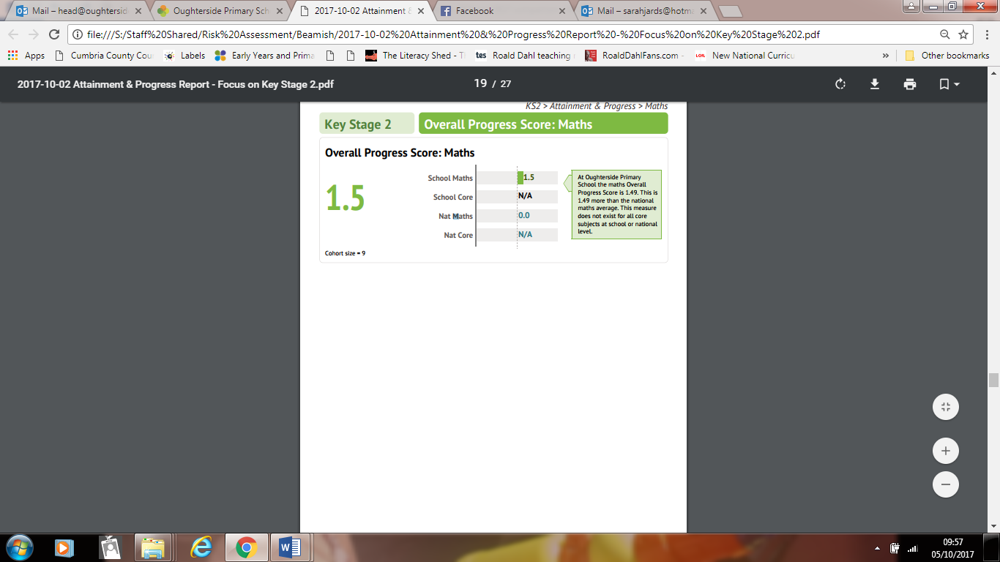 Mail – head@oughtersid
Oughterside Primary Sch
2017-10-02 Attainment &
Facebook
Mail – sarahjards@hotma
file:///S:/Staff%20Shared/Risk%20Assessment/Beamish/2017-10-02%20Attainment%20&%20Progress%20Report%20-%20Focus%20on%20Key%20Stage%202.pdf
Apps
Cumbria County Cou
Labels
Early Years and Prima
The Literacy Shed - T
tes
Roald Dahl teaching
RoaldDahlFans.com -
LGfL
New National Curricu
»
Other bookmarks
2017-10-02 Attainment & Progress Report - Focus on Key Stage 2.pdf
19 / 27
KS2 > Attainment & Progress > Maths
Key Stage 2
Overall Progress Score: Maths
Overall Progress Score: Maths
1.5
School Maths 1.5
School Core N/A
Nat Maths 0.0
Nat Core N/A
At Oughterside Primary
School the maths Overall
Progress Score is 1.49. This is
1.49 more than the national
maths average. This measure
does not exist for all core
subjects at school or national
level.
Cohort size = 9
09:57
05/10/2017